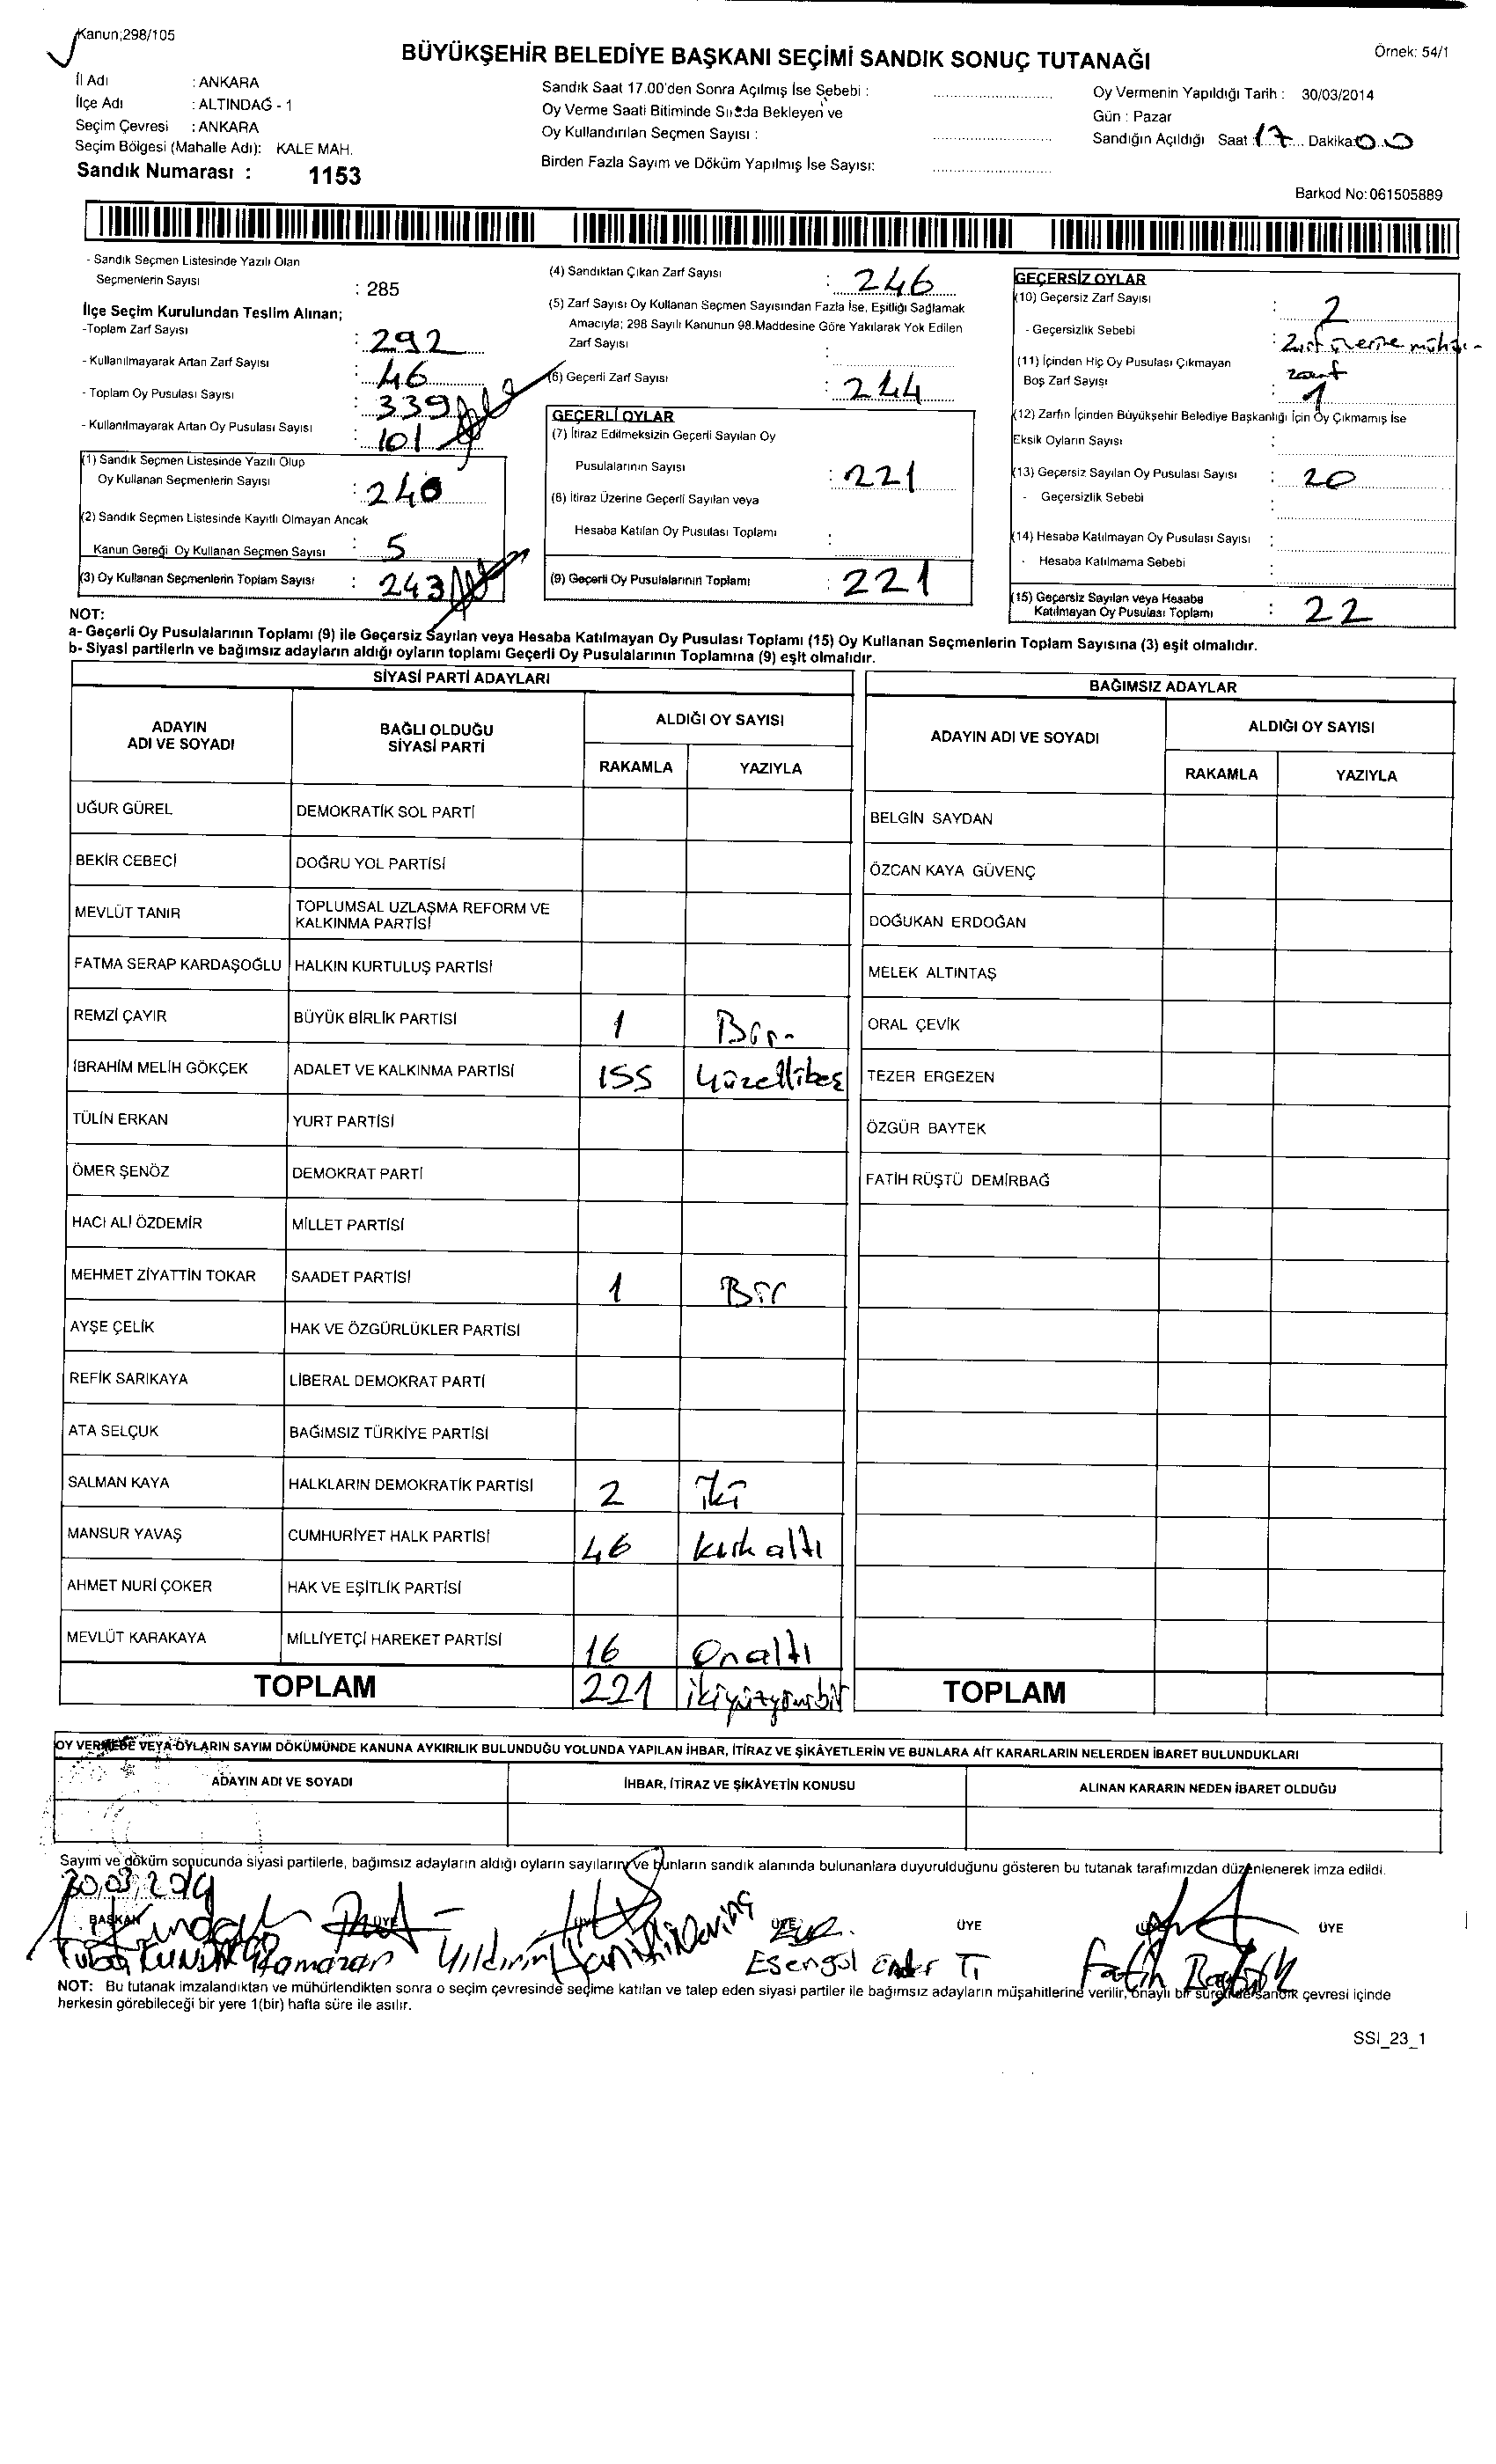 Kanun;298/105
BÜYÜKŞEHİR BELEDİYE BAŞKANI SEÇİMİ SANDIK SONUÇ TUTANAĞI
Örnek: 54/1
İl Adı : ANKARA
İlçe Adı : ALTINDAĞ - 1
Seçim Çevresi : ANKARA
Seçim Bölgesi (Mahalle Adı): KALE MAH.
Sandık Numarası : 1153
Sandık Saat 17.00'den Sonra Açılmış İse Sebebi :
Oy Verme Saati Bitiminde Sırada Bekleyen ve
Oy Kullandırılan Seçmen Sayısı :
Birden Fazla Sayım ve Döküm Yapılmış İse Sayısı:
Oy Vermenin Yapıldığı Tarih : 30/03/2014
Gün : Pazar
Sandığın Açıldığı Saat : 17 Dakika: 00
Barkod No: 061505889
- Sandık Seçmen Listesinde Yazılı Olan
Seçmenlerin Sayısı : 285
İlçe Seçim Kurulundan Teslim Alınan;
-Toplam Zarf Sayısı : 292
- Kullanılmayarak Artan Zarf Sayısı : 46
- Toplam Oy Pusulası Sayısı : 339
- Kullanılmayarak Artan Oy Pusulası Sayısı : 101
(1) Sandık Seçmen Listesinde Yazılı Olup
Oy Kullanan Seçmenlerin Sayısı :
(2) Sandık Seçmen Listesinde Kayıtlı Olmayan Ancak
Kanun Gereği Oy Kullanan Seçmen Sayısı : 5
(3) Oy Kullanan Seçmenlerin Toplam Sayısı : 243
(4) Sandıktan Çıkan Zarf Sayısı : 246
(5) Zarf Sayısı Oy Kullanan Seçmen Sayısından Fazla İse, Eşitliği Sağlamak
Amacıyla; 298 Sayılı Kanunun 98.Maddesine Göre Yakılarak Yok Edilen
Zarf Sayısı :
(6) Geçerli Zarf Sayısı : 244
GEÇERLİ OYLAR
(7) İtiraz Edilmeksizin Geçerli Sayılan Oy
Pusulalarının Sayısı : 221
(8) İtiraz Üzerine Geçerli Sayılan veya
Hesaba Katılan Oy Pusulası Toplamı :
(9) Geçerli Oy Pusulalarının Toplamı : 221
GEÇERSİZ OYLAR
(10) Geçersiz Zarf Sayısı : 2
- Geçersizlik Sebebi : Zarf üzerine mühür
(11) İçinden Hiç Oy Pusulası Çıkmayan zarf
Boş Zarf Sayısı : 1
(12) Zarfın İçinden Büyükşehir Belediye Başkanlığı İçin Oy Çıkmamış İse
Eksik Oyların Sayısı :
(13) Geçersiz Sayılan Oy Pusulası Sayısı : 20
- Geçersizlik Sebebi :
(14) Hesaba Katılmayan Oy Pusulası Sayısı :
- Hesaba Katılmama Sebebi :
(15) Geçersiz Sayılan veya Hesaba
Katılmayan Oy Pusulası Toplamı : 22
NOT:
a- Geçerli Oy Pusulalarının Toplamı (9) ile Geçersiz Sayılan veya Hesaba Katılmayan Oy Pusulası Toplamı (15) Oy Kullanan Seçmenlerin Toplam Sayısına (3) eşit olmalıdır.
b- Siyasi partilerin ve bağımsız adayların aldığı oyların toplamı Geçerli Oy Pusulalarının Toplamına (9) eşit olmalıdır.
SİYASİ PARTİ ADAYLARI
ADAYIN ADI VE SOYADI
BAĞLI OLDUĞU SİYASİ PARTİ
ALDIĞI OY SAYISI
RAKAMLA YAZIYLA
UĞUR GÜREL DEMOKRATİK SOL PARTİ
BEKİR CEBECİ DOĞRU YOL PARTİSİ
MEVLÜT TANIR TOPLUMSAL UZLAŞMA REFORM VE
KALKINMA PARTİSİ
FATMA SERAP KARDAŞOĞLU HALKIN KURTULUŞ PARTİSİ
REMZİ ÇAYIR BÜYÜK BİRLİK PARTİSİ 1 Bir
İBRAHİM MELİH GÖKÇEK ADALET VE KALKINMA PARTİSİ 155 Yüzellibeş
TÜLİN ERKAN YURT PARTİSİ
ÖMER ŞENÖZ DEMOKRAT PARTİ
HACI ALİ ÖZDEMİR MİLLET PARTİSİ
MEHMET ZİYATTİN TOKAR SAADET PARTİSİ 1 Bir
AYŞE ÇELİK HAK VE ÖZGÜRLÜKLER PARTİSİ
REFİK SARIKAYA LİBERAL DEMOKRAT PARTİ
ATA SELÇUK BAĞIMSIZ TÜRKİYE PARTİSİ
SALMAN KAYA HALKLARIN DEMOKRATİK PARTİSİ 2 İki
MANSUR YAVAŞ CUMHURİYET HALK PARTİSİ 46 kırkaltı
AHMET NURİ ÇOKER HAK VE EŞİTLİK PARTİSİ
MEVLÜT KARAKAYA MİLLİYETÇİ HAREKET PARTİSİ 16 Onaltı
TOPLAM 221 ikiyüzyirmibir
BAĞIMSIZ ADAYLAR
ADAYIN ADI VE SOYADI
ALDIĞI OY SAYISI
RAKAMLA YAZIYLA
BELGİN SAYDAN
ÖZCAN KAYA GÜVENÇ
DOĞUKAN ERDOĞAN
MELEK ALTINTAŞ
ORAL ÇEVİK
TEZER ERGEZEN
ÖZGÜR BAYTEK
FATİH RÜŞTÜ DEMİRBAĞ
TOPLAM
OY VERMEDE VEYA OYLARIN SAYIM DÖKÜMÜNDE KANUNA AYKIRILIK BULUNDUĞU YOLUNDA YAPILAN İHBAR, İTİRAZ VE ŞİKÂYETLERİN VE BUNLARA AİT KARARLARIN NELERDEN İBARET BULUNDUKLARI
ADAYIN ADI VE SOYADI
İHBAR, İTİRAZ VE ŞİKÂYETİN KONUSU
ALINAN KARARIN NEDEN İBARET OLDUĞU
Sayım ve döküm sonucunda siyasi partilerle, bağımsız adayların aldığı oyların sayılarını ve bunların sandık alanında bulunanlara duyurulduğunu gösteren bu tutanak tarafımızdan düzenlenerek imza edildi.
30.03.2014
BAŞKAN ÜYE ÜYE ÜYE ÜYE ÜYE ÜYE
Ramazan Yıldırım Esengül Fatih
NOT: Bu tutanak imzalandıktan ve mühürlendikten sonra o seçim çevresinde seçime katılan ve talep eden siyasi partiler ile bağımsız adayların müşahitlerine verilir, onaylı bir sureti de sandık çevresi içinde
herkesin görebileceği bir yere 1(bir) hafta süre ile asılır.
SSI_23_1